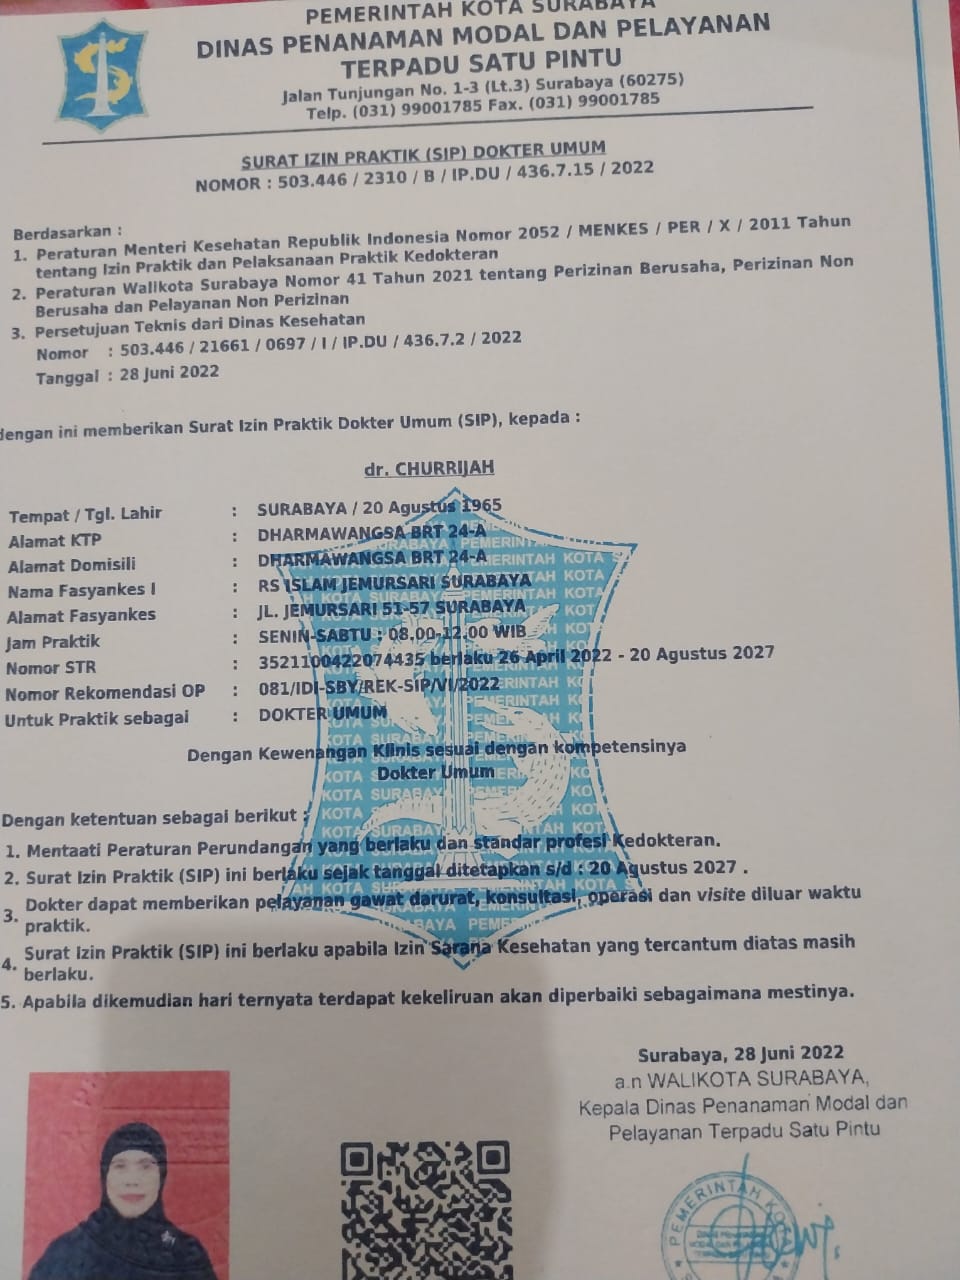 PEMERINTAH KOTA SURABAYA
DINAS PENANAMAN MODAL DAN PELAYANAN
TERPADU SATU PINTU
Jalan Tunjungan No. 1-3 (Lt.3) Surabaya (60275)
Telp. (031) 99001785 Fax. (031) 99001785
SURAT IZIN PRAKTIK (SIP) DOKTER UMUM
NOMOR : 503.446 / 2310 / B / IP.DU / 436.7.15 / 2022
Berdasarkan :
1. Peraturan Menteri Kesehatan Republik Indonesia Nomor 2052 / MENKES / PER / X / 2011 Tahun
tentang Izin Praktik dan Pelaksanaan Praktik Kedokteran
2. Peraturan Walikota Surabaya Nomor 41 Tahun 2021 tentang Perizinan Berusaha, Perizinan Non
Berusaha dan Pelayanan Non Perizinan
3. Persetujuan Teknis dari Dinas Kesehatan
Nomor : 503.446 / 21661 / 0697 / I / IP.DU / 436.7.2 / 2022
Tanggal : 28 Juni 2022
dengan ini memberikan Surat Izin Praktik Dokter Umum (SIP), kepada :
dr. CHURRIJAH
Tempat / Tgl. Lahir : SURABAYA / 20 Agustus 1965
Alamat KTP : DHARMAWANGSA BRT 24-A
Alamat Domisili : DHARMAWANGSA BRT 24-A
Nama Fasyankes I : RS ISLAM JEMURSARI SURABAYA
Alamat Fasyankes : JL. JEMURSARI 51-57 SURABAYA
Jam Praktik : SENIN-SABTU : 08.00-12.00 WIB
Nomor STR : 3521100422074435 berlaku 26 April 2022 - 20 Agustus 2027
Nomor Rekomendasi OP : 081/IDI-SBY/REK-SIP/VI/2022
Untuk Praktik sebagai : DOKTER UMUM
Dengan Kewenangan Klinis sesuai dengan kompetensinya
Dokter Umum
Dengan ketentuan sebagai berikut :
1. Mentaati Peraturan Perundangan yang berlaku dan standar profesi Kedokteran.
2. Surat Izin Praktik (SIP) ini berlaku sejak tanggal ditetapkan s/d : 20 Agustus 2027 .
3. Dokter dapat memberikan pelayanan gawat darurat, konsultasi, operasi dan visite diluar waktu
praktik.
4. Surat Izin Praktik (SIP) ini berlaku apabila Izin Sarana Kesehatan yang tercantum diatas masih
berlaku.
5. Apabila dikemudian hari ternyata terdapat kekeliruan akan diperbaiki sebagaimana mestinya.
Surabaya, 28 Juni 2022
a.n WALIKOTA SURABAYA,
Kepala Dinas Penanaman Modal dan
Pelayanan Terpadu Satu Pintu
PEMERINTAH KOTA